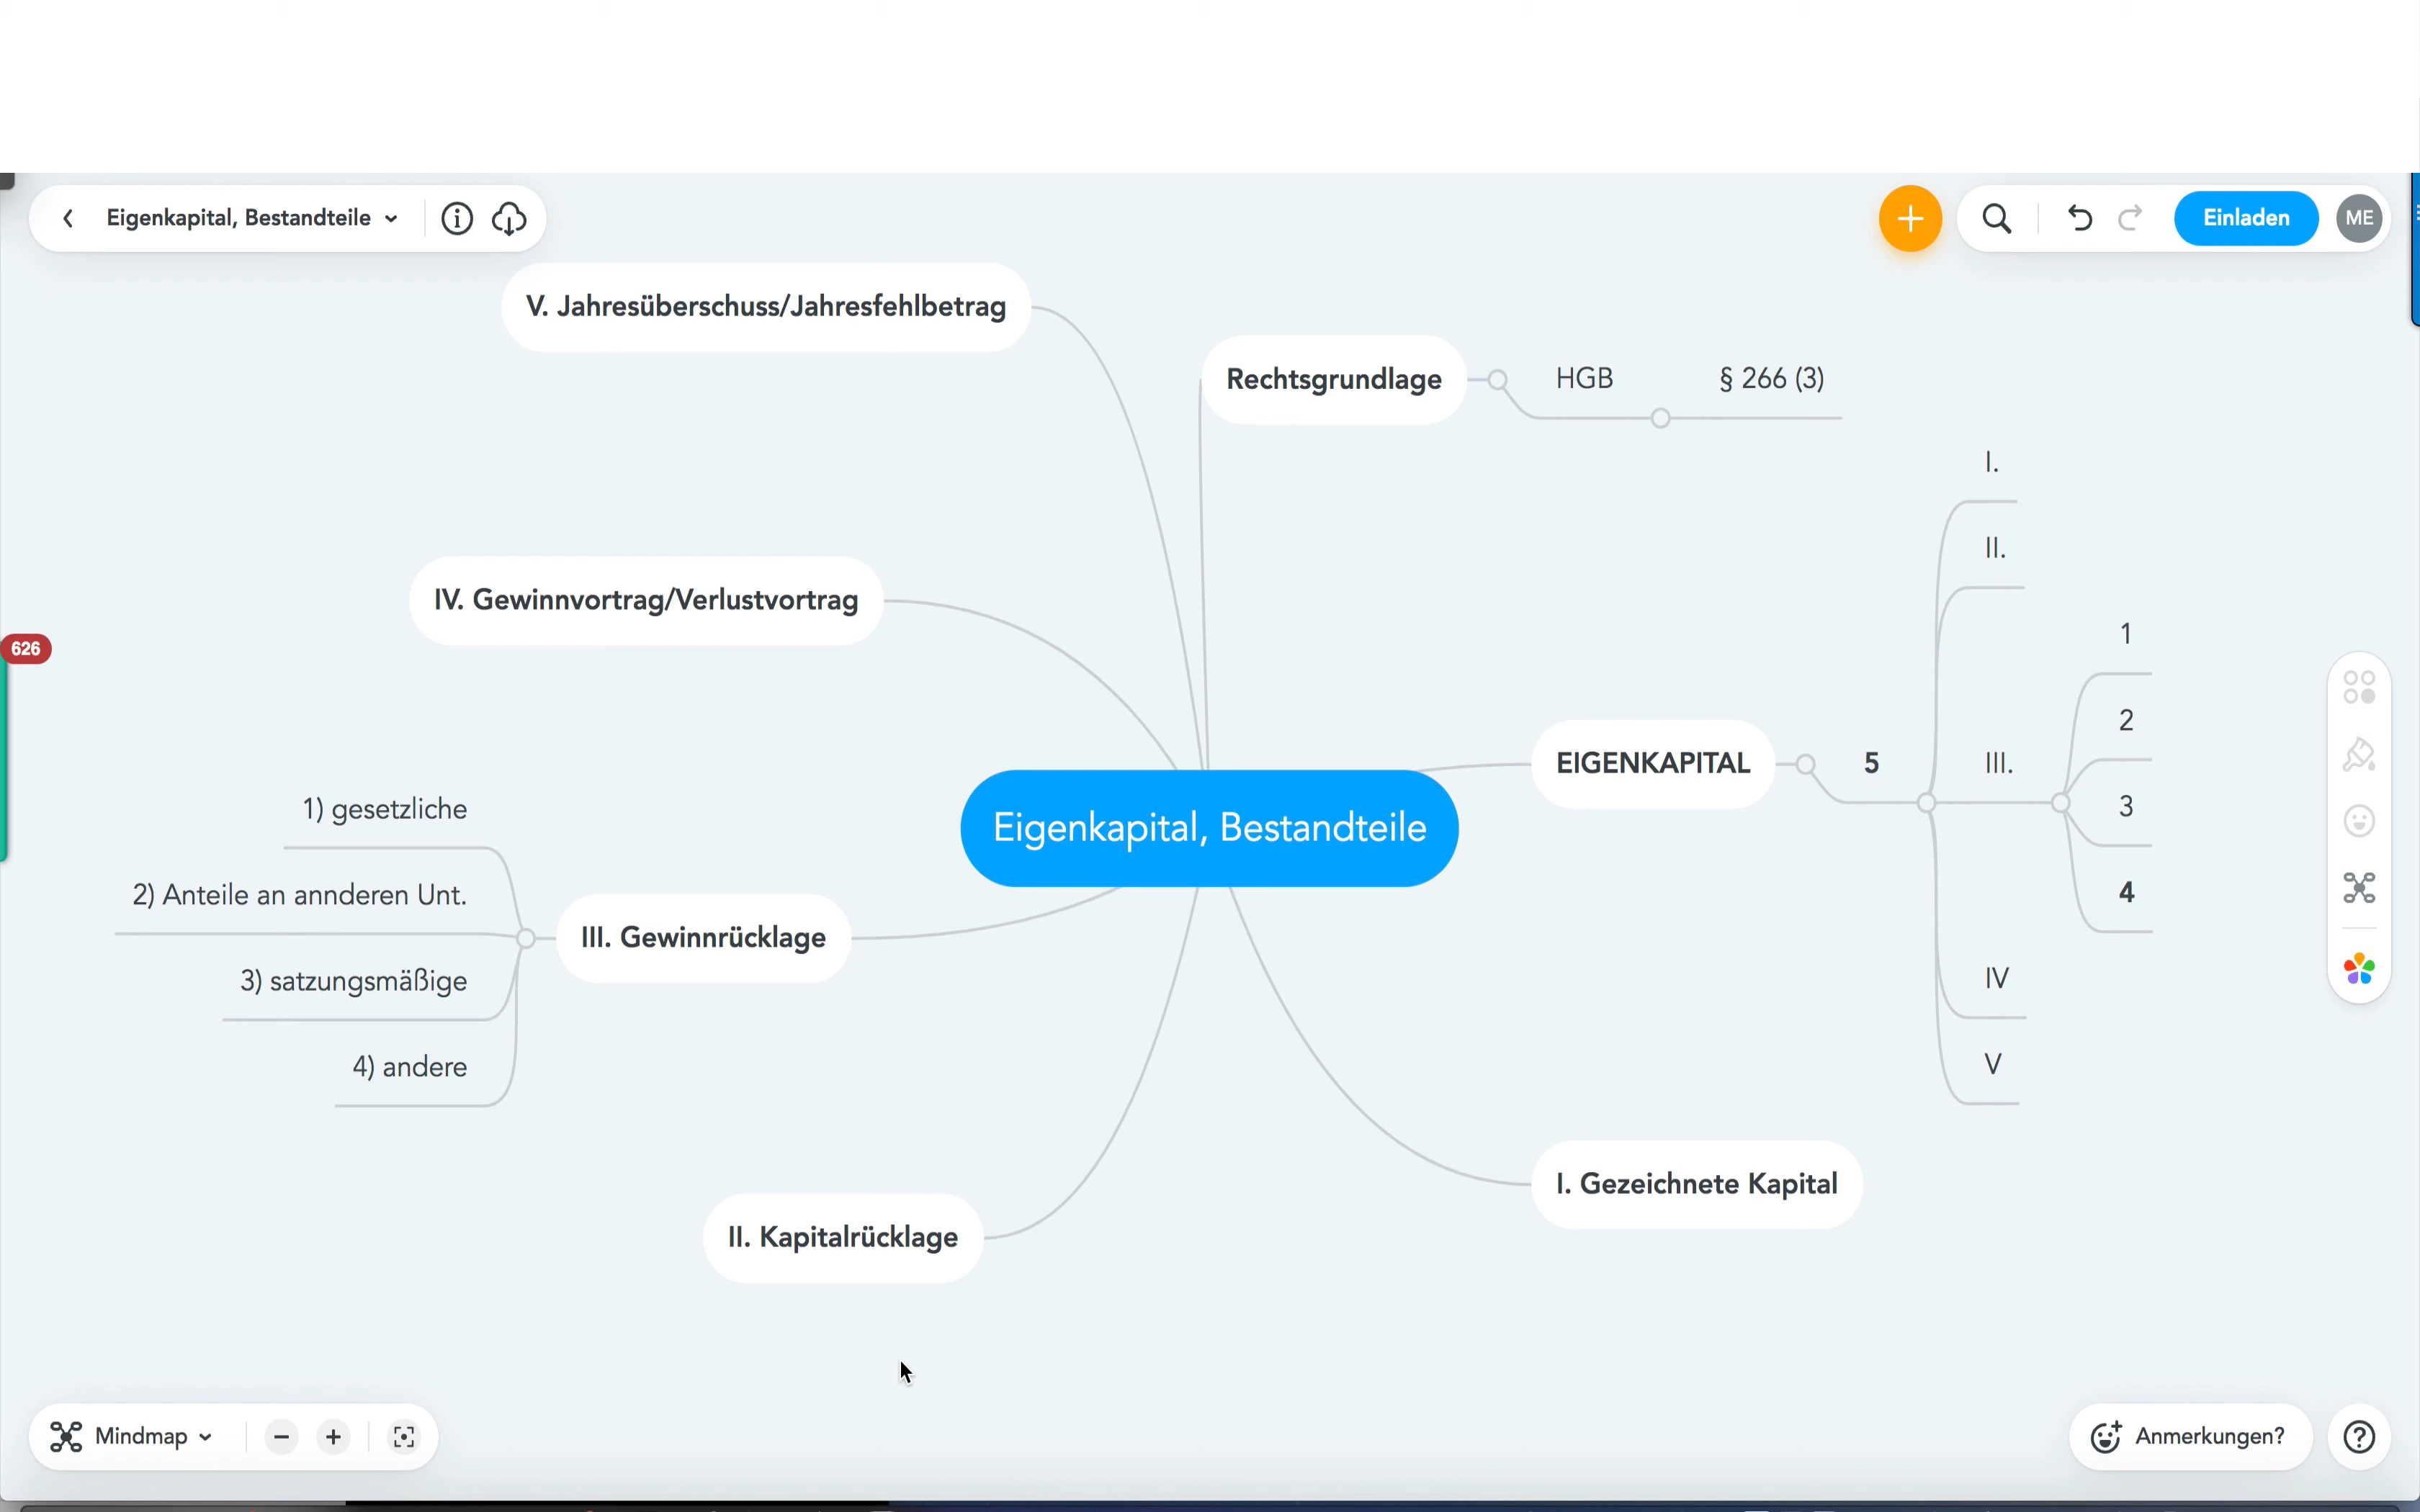 Eigenkapital, Bestandteile
Einladen
ME
V. Jahresüberschuss/Jahresfehlbetrag
Rechtsgrundlage
HGB
§ 266 (3)
I.
II.
IV. Gewinnvortrag/Verlustvortrag
626
1
2
EIGENKAPITAL
5
III.
3
4
Eigenkapital, Bestandteile
1) gesetzliche
2) Anteile an annderen Unt.
III. Gewinnrücklage
3) satzungsmäßige
4) andere
IV
V
I. Gezeichnete Kapital
II. Kapitalrücklage
Mindmap
Anmerkungen?